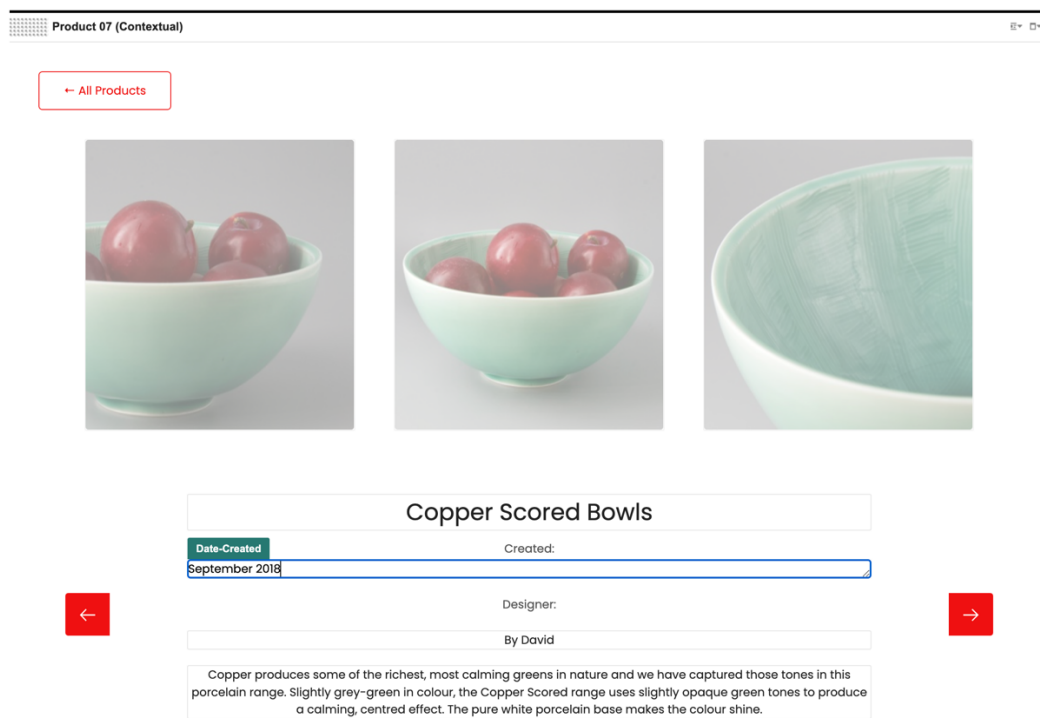 Product 07 (Contextual)
← All Products
Copper Scored Bowls
Date-Created
Created:
September 2018
Designer:
By David
Copper produces some of the richest, most calming greens in nature and we have captured those tones in this
porcelain range. Slightly grey-green in colour, the Copper Scored range uses slightly opaque green tones to produce
a calming, centred effect. The pure white porcelain base makes the colour shine.